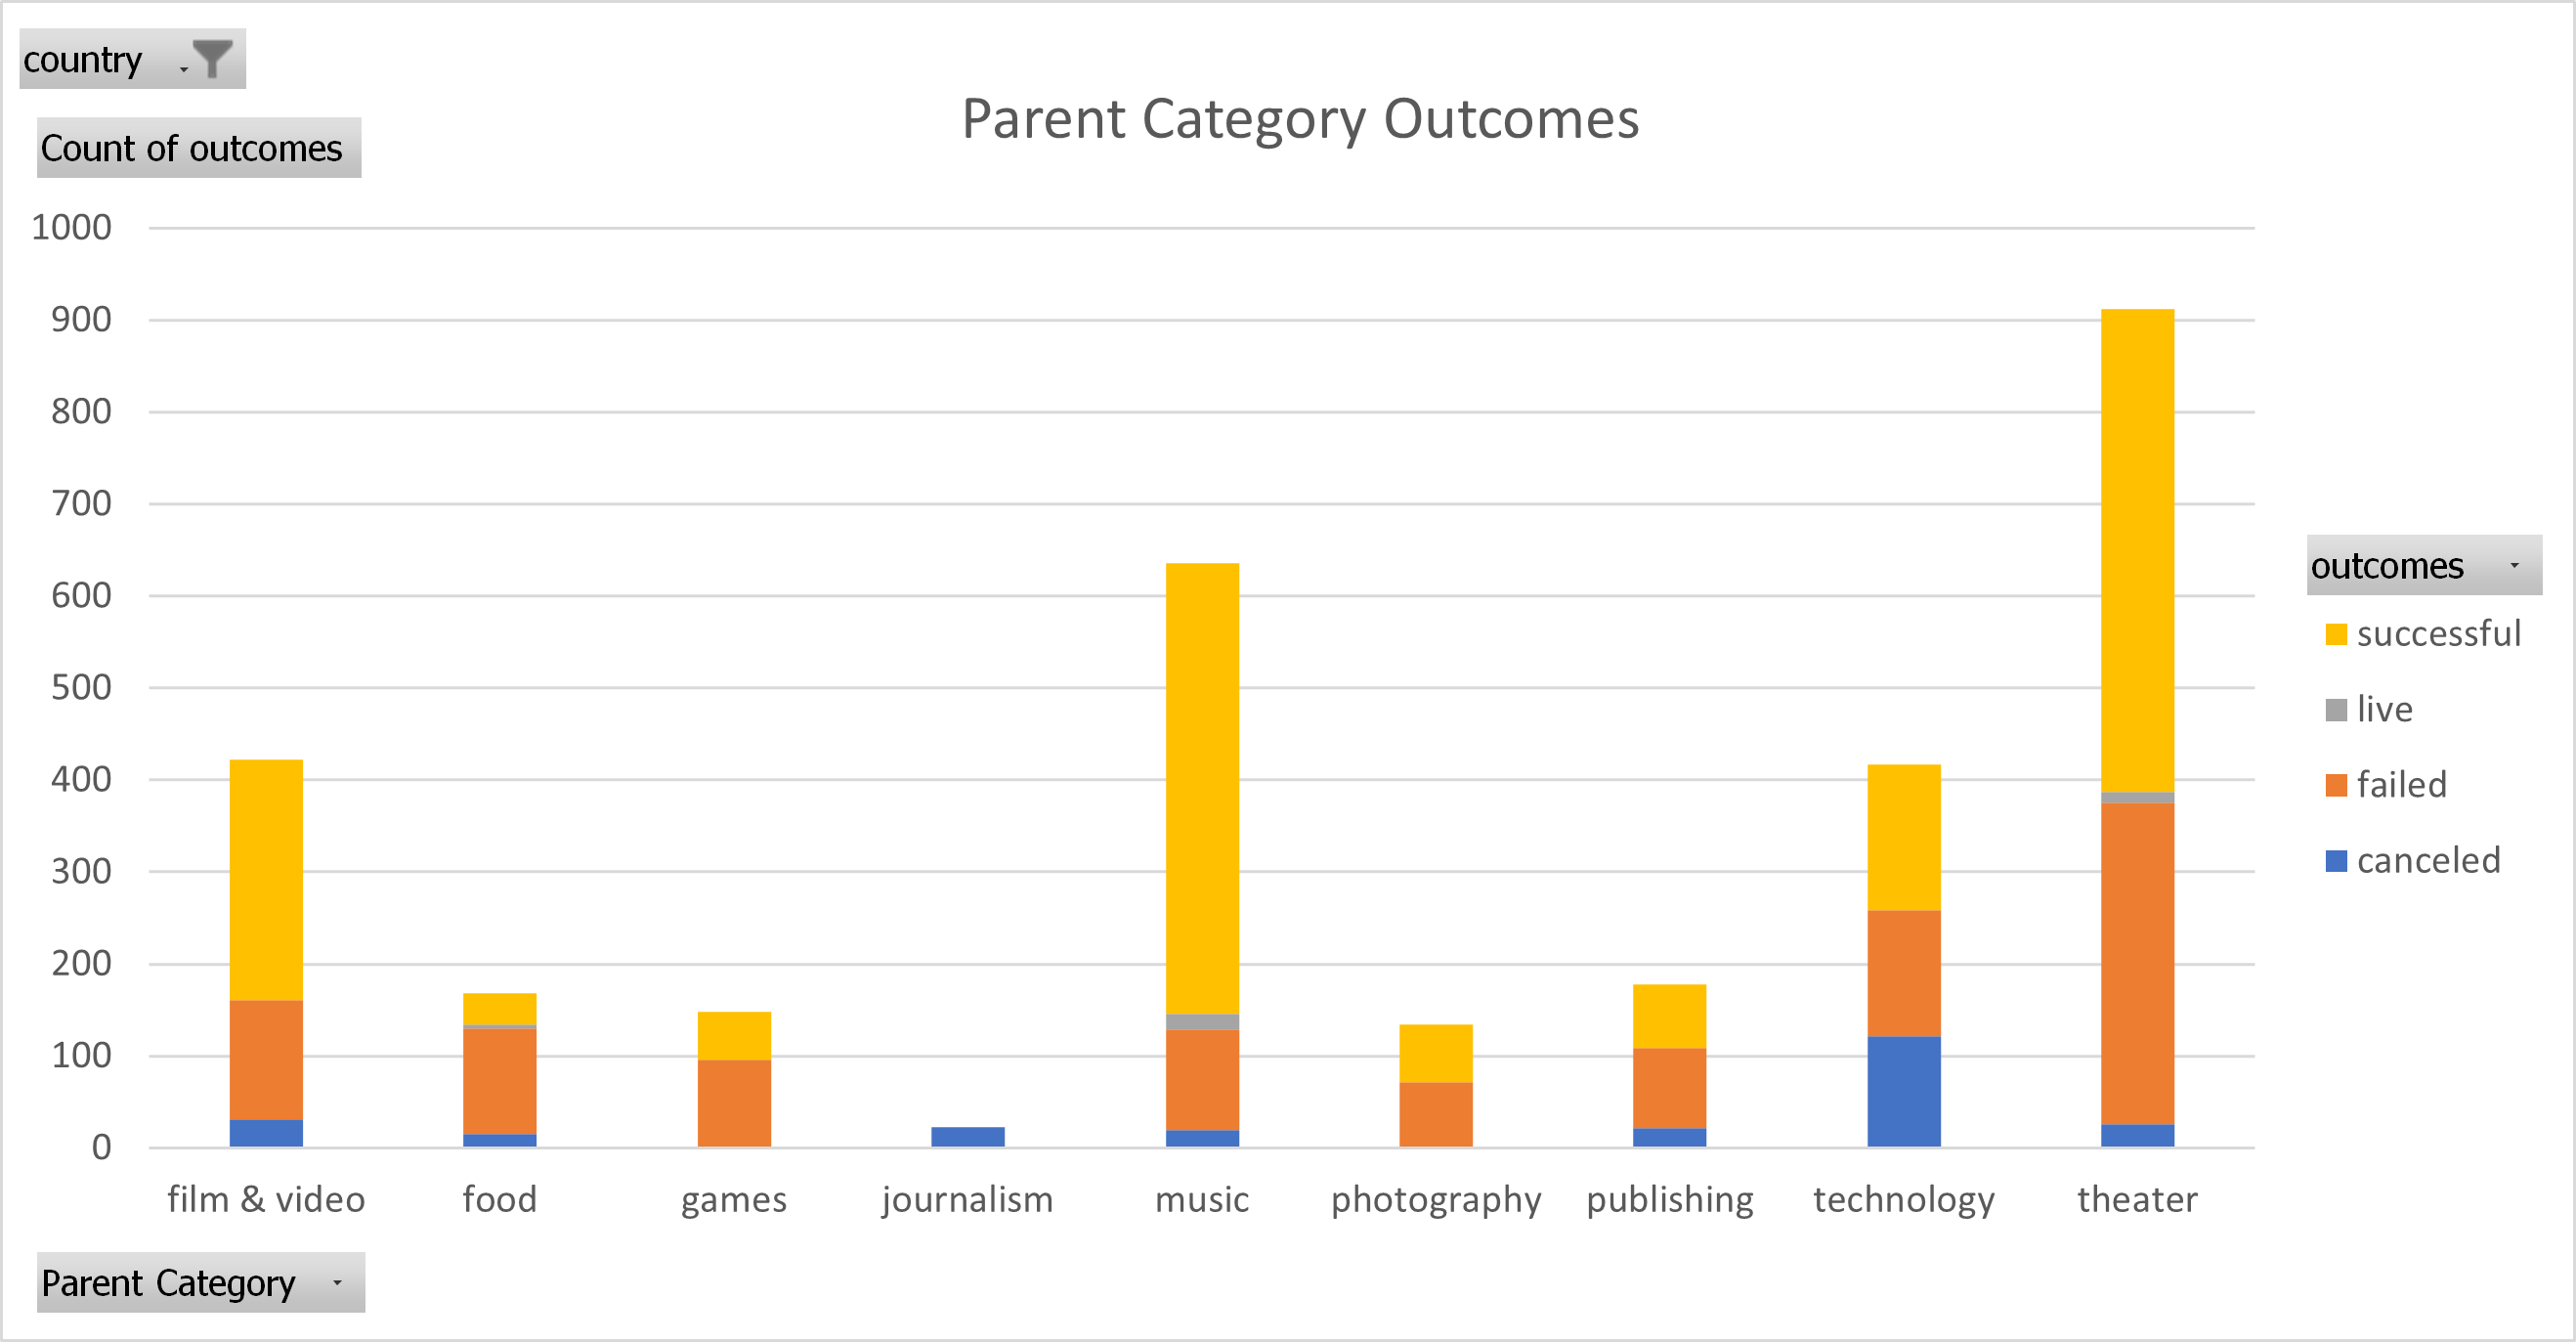 country
Parent Category Outcomes
Count of outcomes
1000
900
800
700
600
500
400
300
200
100
0
film & video food games journalism music photography publishing technology theater
outcomes
successful
live
failed
canceled
Parent Category